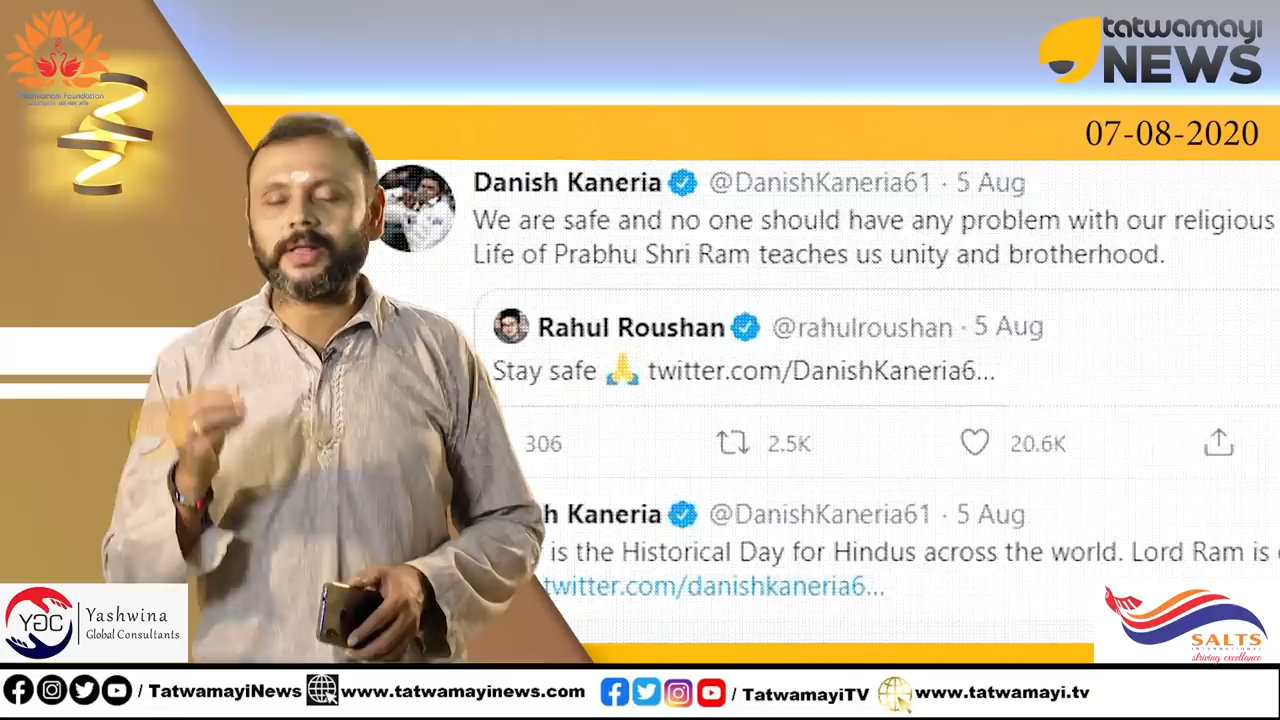 tatwamayi
NEWS
07-08-2020
Danish Kaneria @DanishKaneria61 · 5 Aug
We are safe and no one should have any problem with our religious
Life of Prabhu Shri Ram teaches us unity and brotherhood.
Rahul Roushan @rahulroushan · 5 Aug
Stay safe 🙏 twitter.com/DanishKaneria6...
306 2.5K 20.6K
h Kaneria @DanishKaneria61 · 5 Aug
is the Historical Day for Hindus across the world. Lord Ram is
twitter.com/danishkaneria6...
YGC Yashwina
Global Consultants
SALTS
INTERNATIONAL
striving excellence
/ TatwamayiNews www.tatwamayinews.com / TatwamayiTV www.tatwamayi.tv